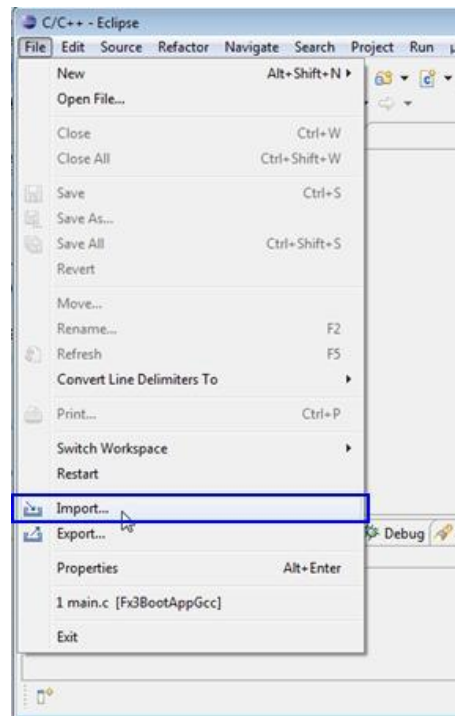 C/C++ - Eclipse
File Edit Source Refactor Navigate Search Project Run
New Alt+Shift+N
Open File...
Close Ctrl+W
Close All Ctrl+Shift+W
Save Ctrl+S
Save As...
Save All Ctrl+Shift+S
Revert
Move...
Rename... F2
Refresh F5
Convert Line Delimiters To
Print... Ctrl+P
Switch Workspace
Restart
Import...
Export...
Debug
Properties Alt+Enter
1 main.c [Fx3BootAppGcc]
Exit